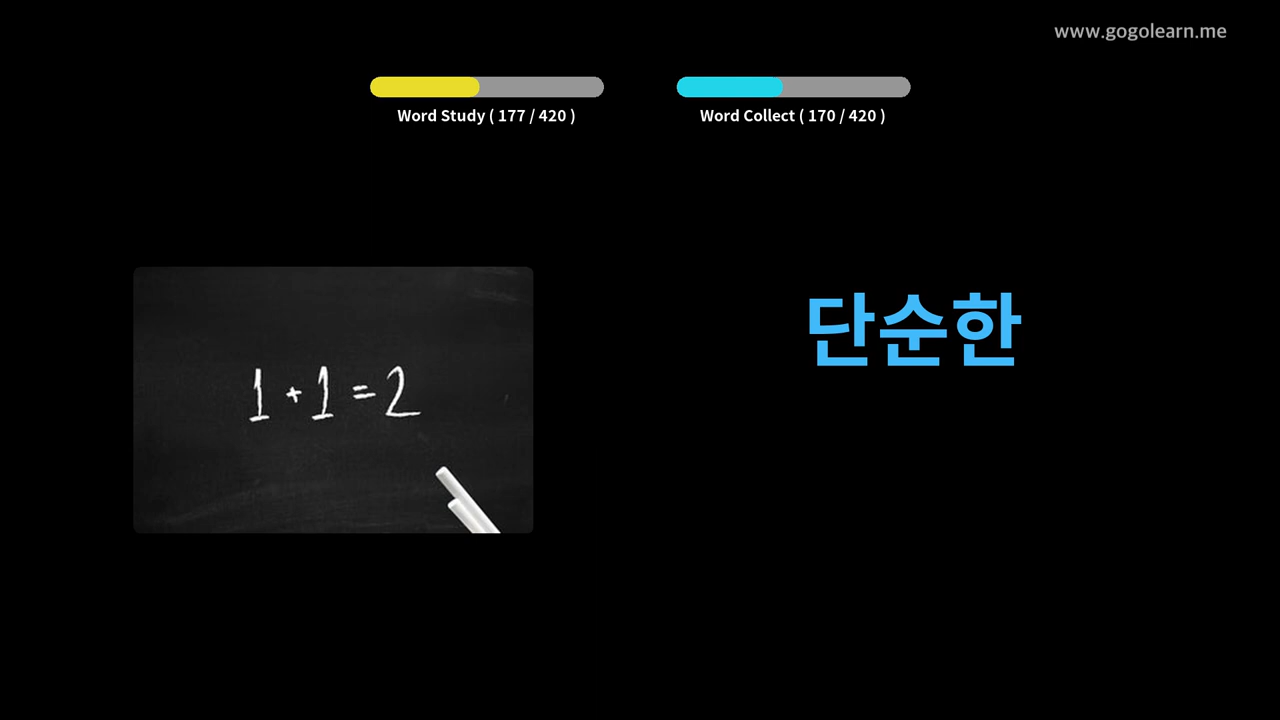 www.gogolearn.me
Word Study ( 177 / 420 )
Word Collect ( 170 / 420 )
1 + 1 = 2
단순한